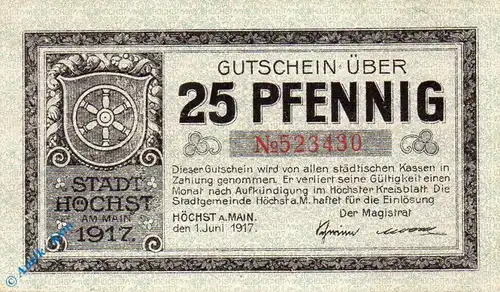 GUTSCHEIN ÜBER
25 PFENNIG
№523430
Dieser Gutschein wird von allen städtischen Kassen in
Zahlung genommen. Er verliert seine Gültigkeit einen
Monat nach Aufkündigung im Höchster Kreisblatt. Die
Stadtgemeinde Höchst a.M. haftet für die Einlösung
HÖCHST A.MAIN.
den 1. Juni 1917.
Der Magistrat
STADT
HÖCHST
AM MAIN
1917.